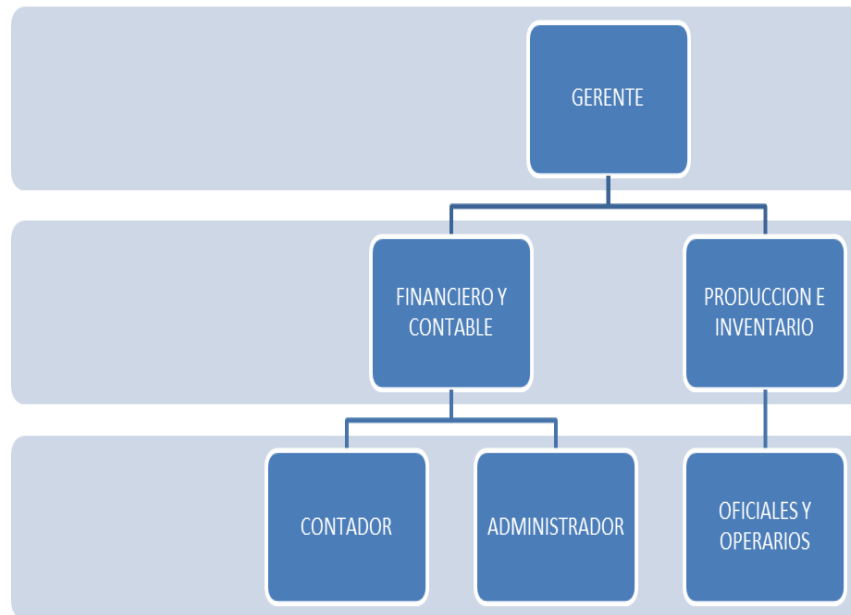 GERENTE
FINANCIERO Y
CONTABLE
PRODUCCION E
INVENTARIO
CONTADOR
ADMINISTRADOR
OFICIALES Y
OPERARIOS